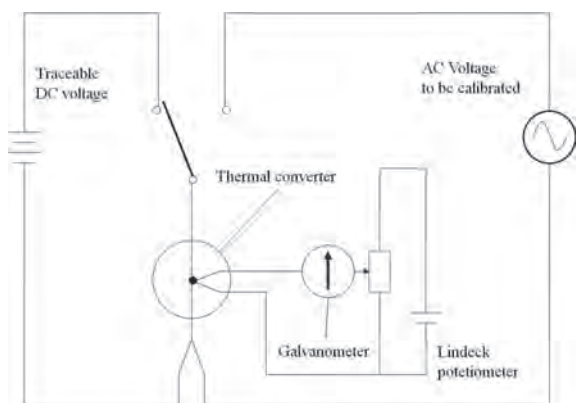 Traceable
DC voltage
AC Voltage
to be calibrated
Thermal converter
Galvanometer
Lindeck
potetiometer